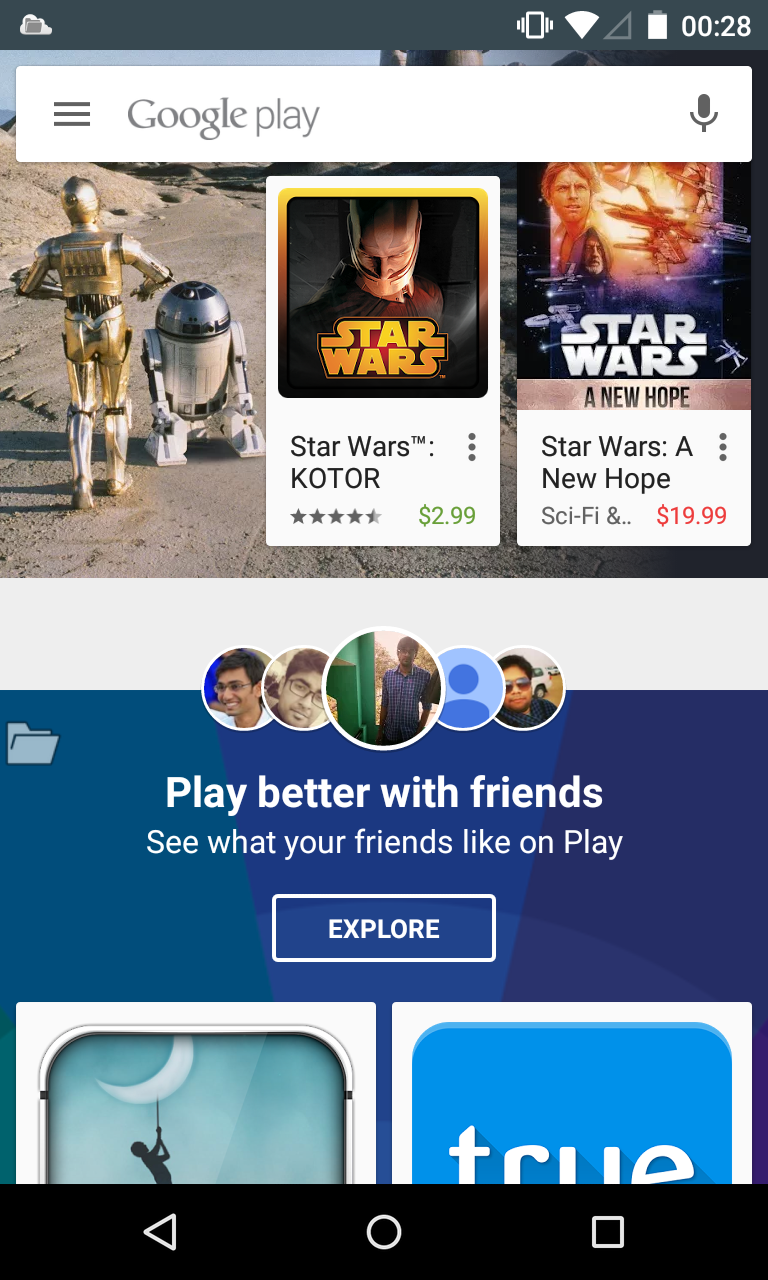 00:28
Google play
STAR
WARS
STAR
WARS
A NEW HOPE
Star Wars™:
KOTOR
$2.99
Star Wars: A
New Hope
Sci-Fi &..
$19.99
Play better with friends
See what your friends like on Play
EXPLORE
true